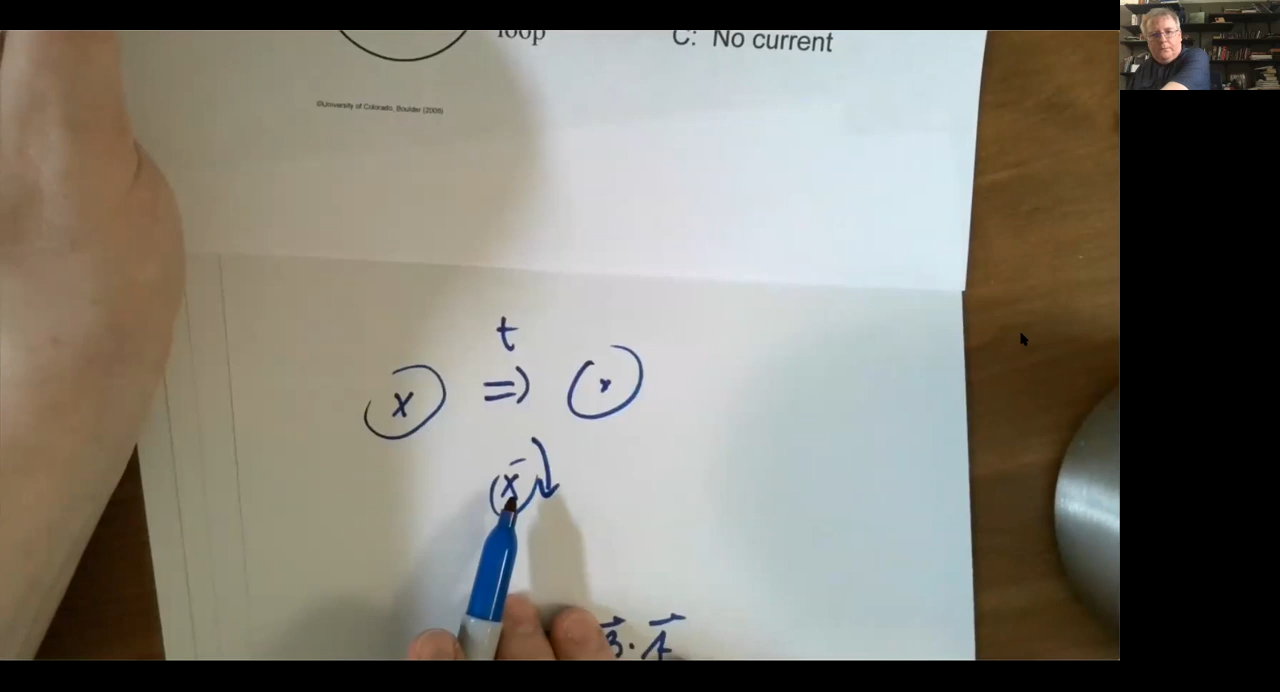 loop C: No current
©University of Colorado, Boulder (2008)
t
x ⇒ x
x
B · A